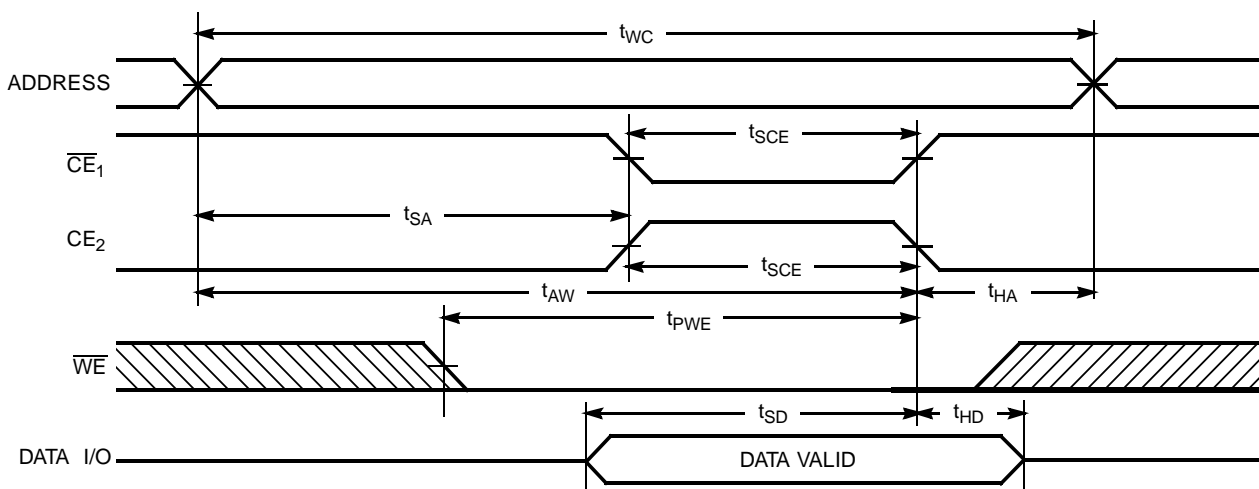 tWC
ADDRESS
tSCE
CE1
tSA
CE2
tSCE
tAW
tHA
tPWE
WE
tSD
tHD
DATA I/O
DATA VALID